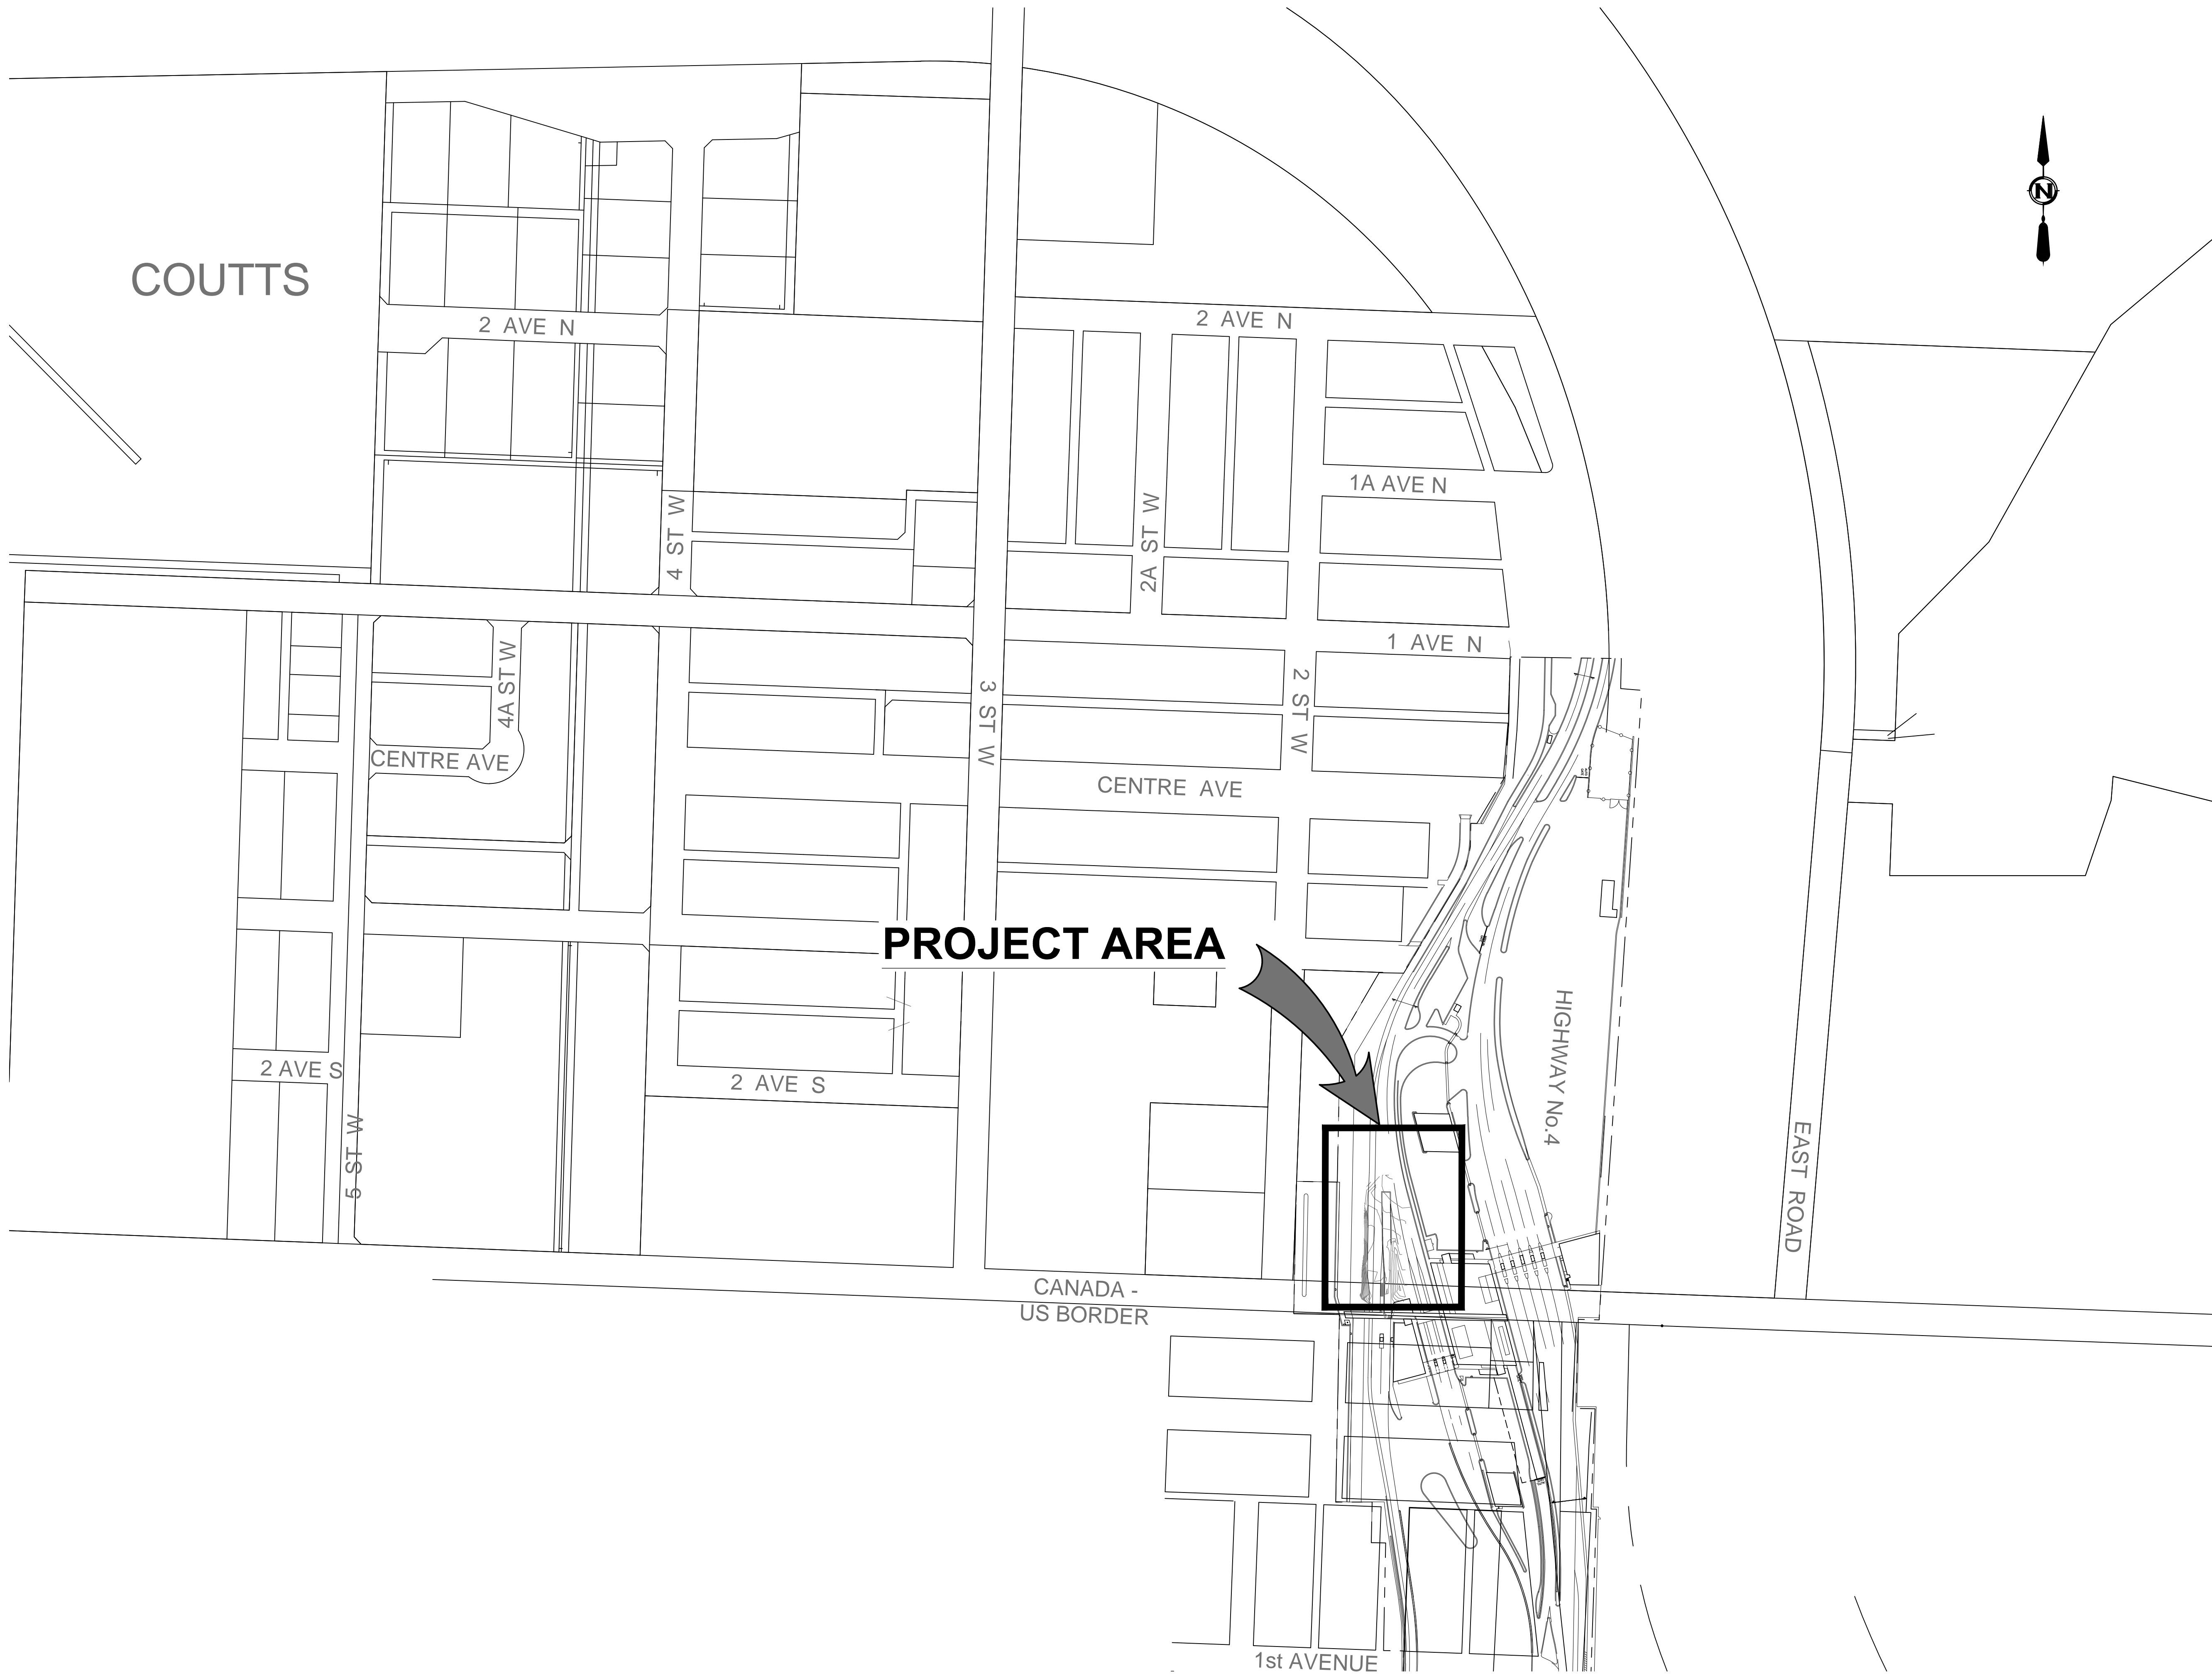 N
COUTTS
2 AVE N
2 AVE N
1A AVE N
4 ST W
2A ST W
1 AVE N
4A ST W
3 ST W
2 ST W
CENTRE AVE
CENTRE AVE
PROJECT AREA
HIGHWAY No.4
2 AVE S
2 AVE S
5 ST W
EAST ROAD
CANADA -
US BORDER
1st AVENUE